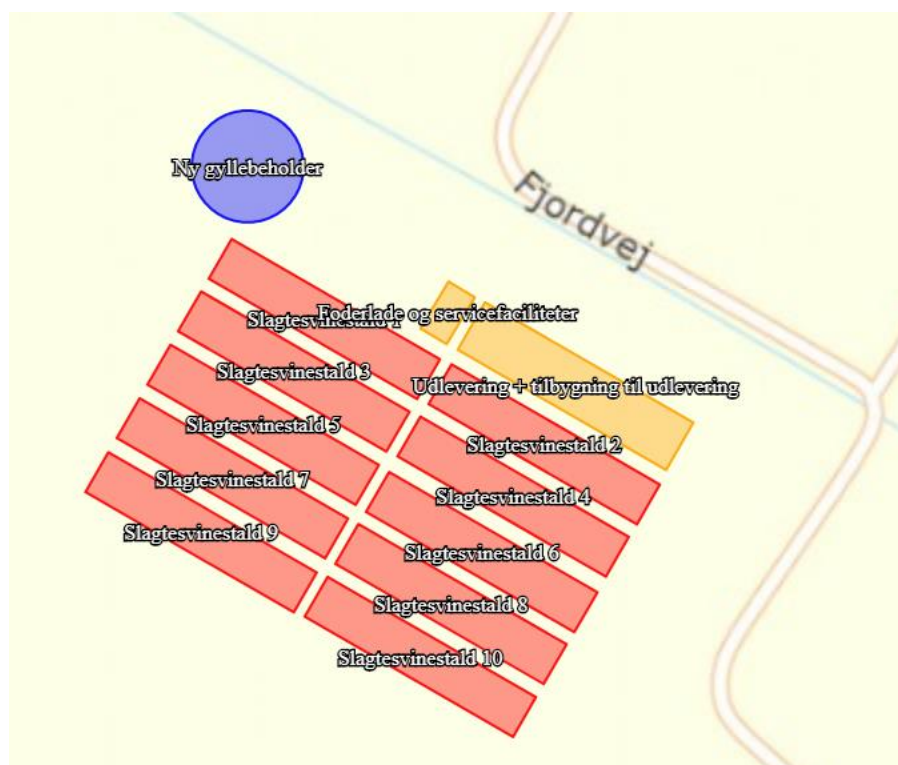 Ny gyllebeholder
Fjordvej
Foderlade og servicefaciliteter
Slagtesvinestald 1
Slagtesvinestald 3
Udlevering + tilbygning til udlevering
Slagtesvinestald 5
Slagtesvinestald 2
Slagtesvinestald 7
Slagtesvinestald 4
Slagtesvinestald 9
Slagtesvinestald 6
Slagtesvinestald 8
Slagtesvinestald 10